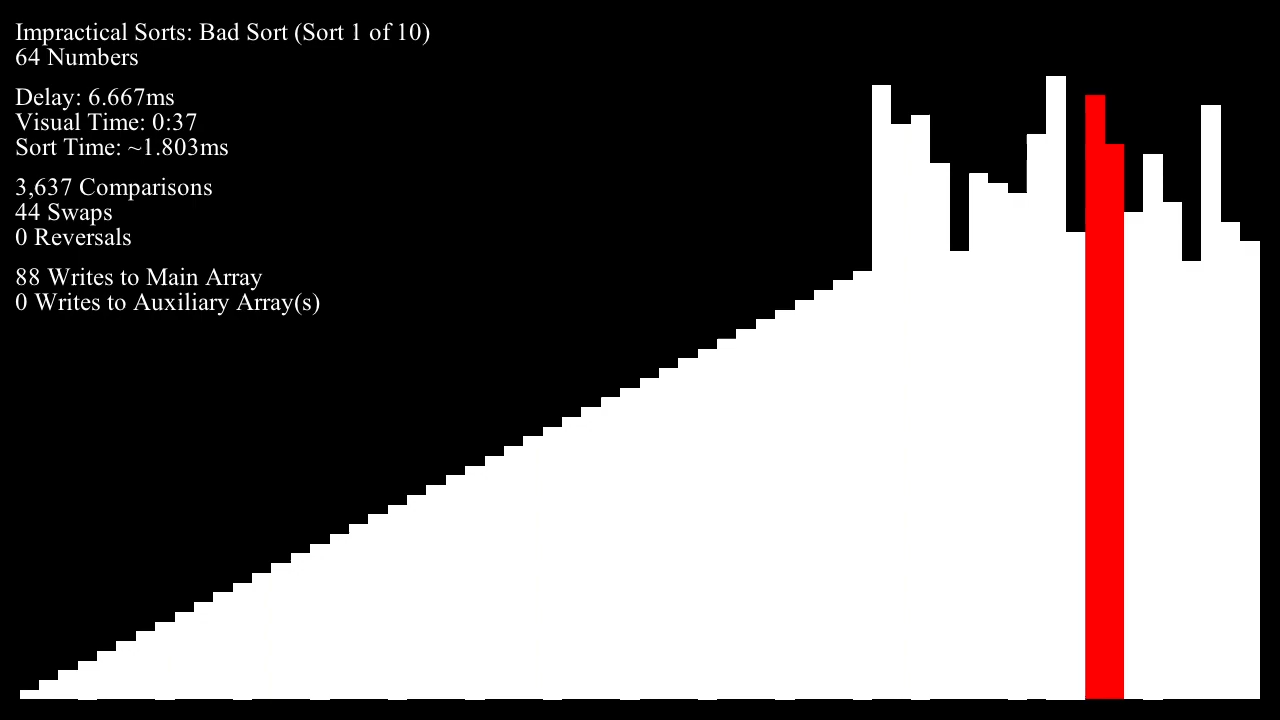 Impractical Sorts: Bad Sort (Sort 1 of 10)
64 Numbers
Delay: 6.667ms
Visual Time: 0:37
Sort Time: ~1.803ms
3,637 Comparisons
44 Swaps
0 Reversals
88 Writes to Main Array
0 Writes to Auxiliary Array(s)